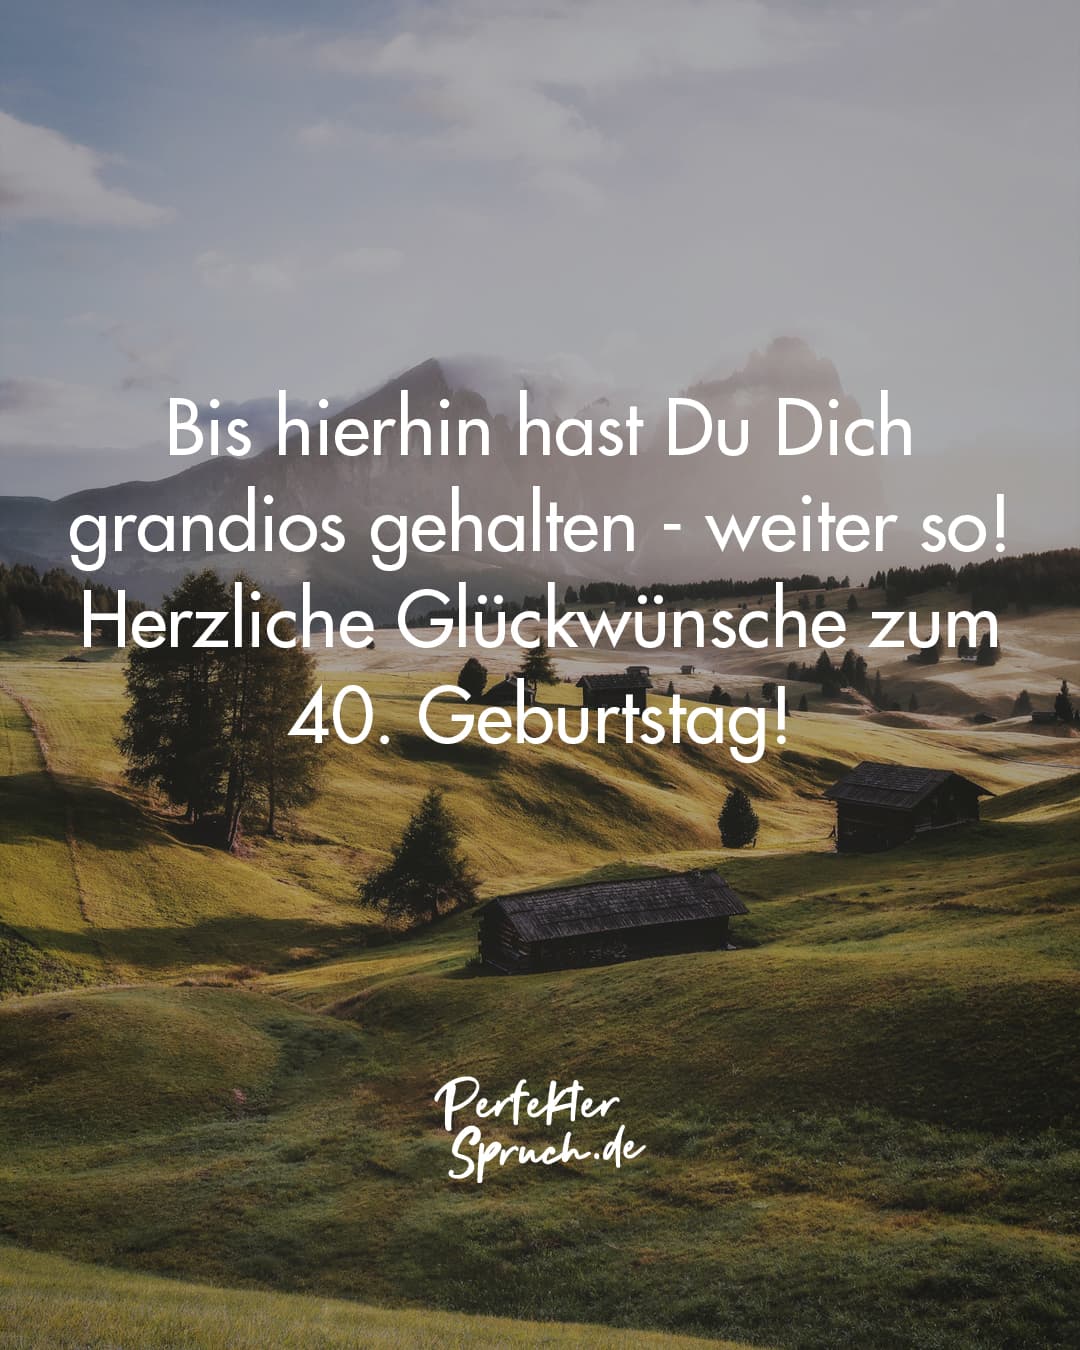 Bis hierhin hast Du Dich
grandios gehalten - weiter so!
Herzliche Glückwünsche zum
40. Geburtstag!
Perfekter
Spruch.de